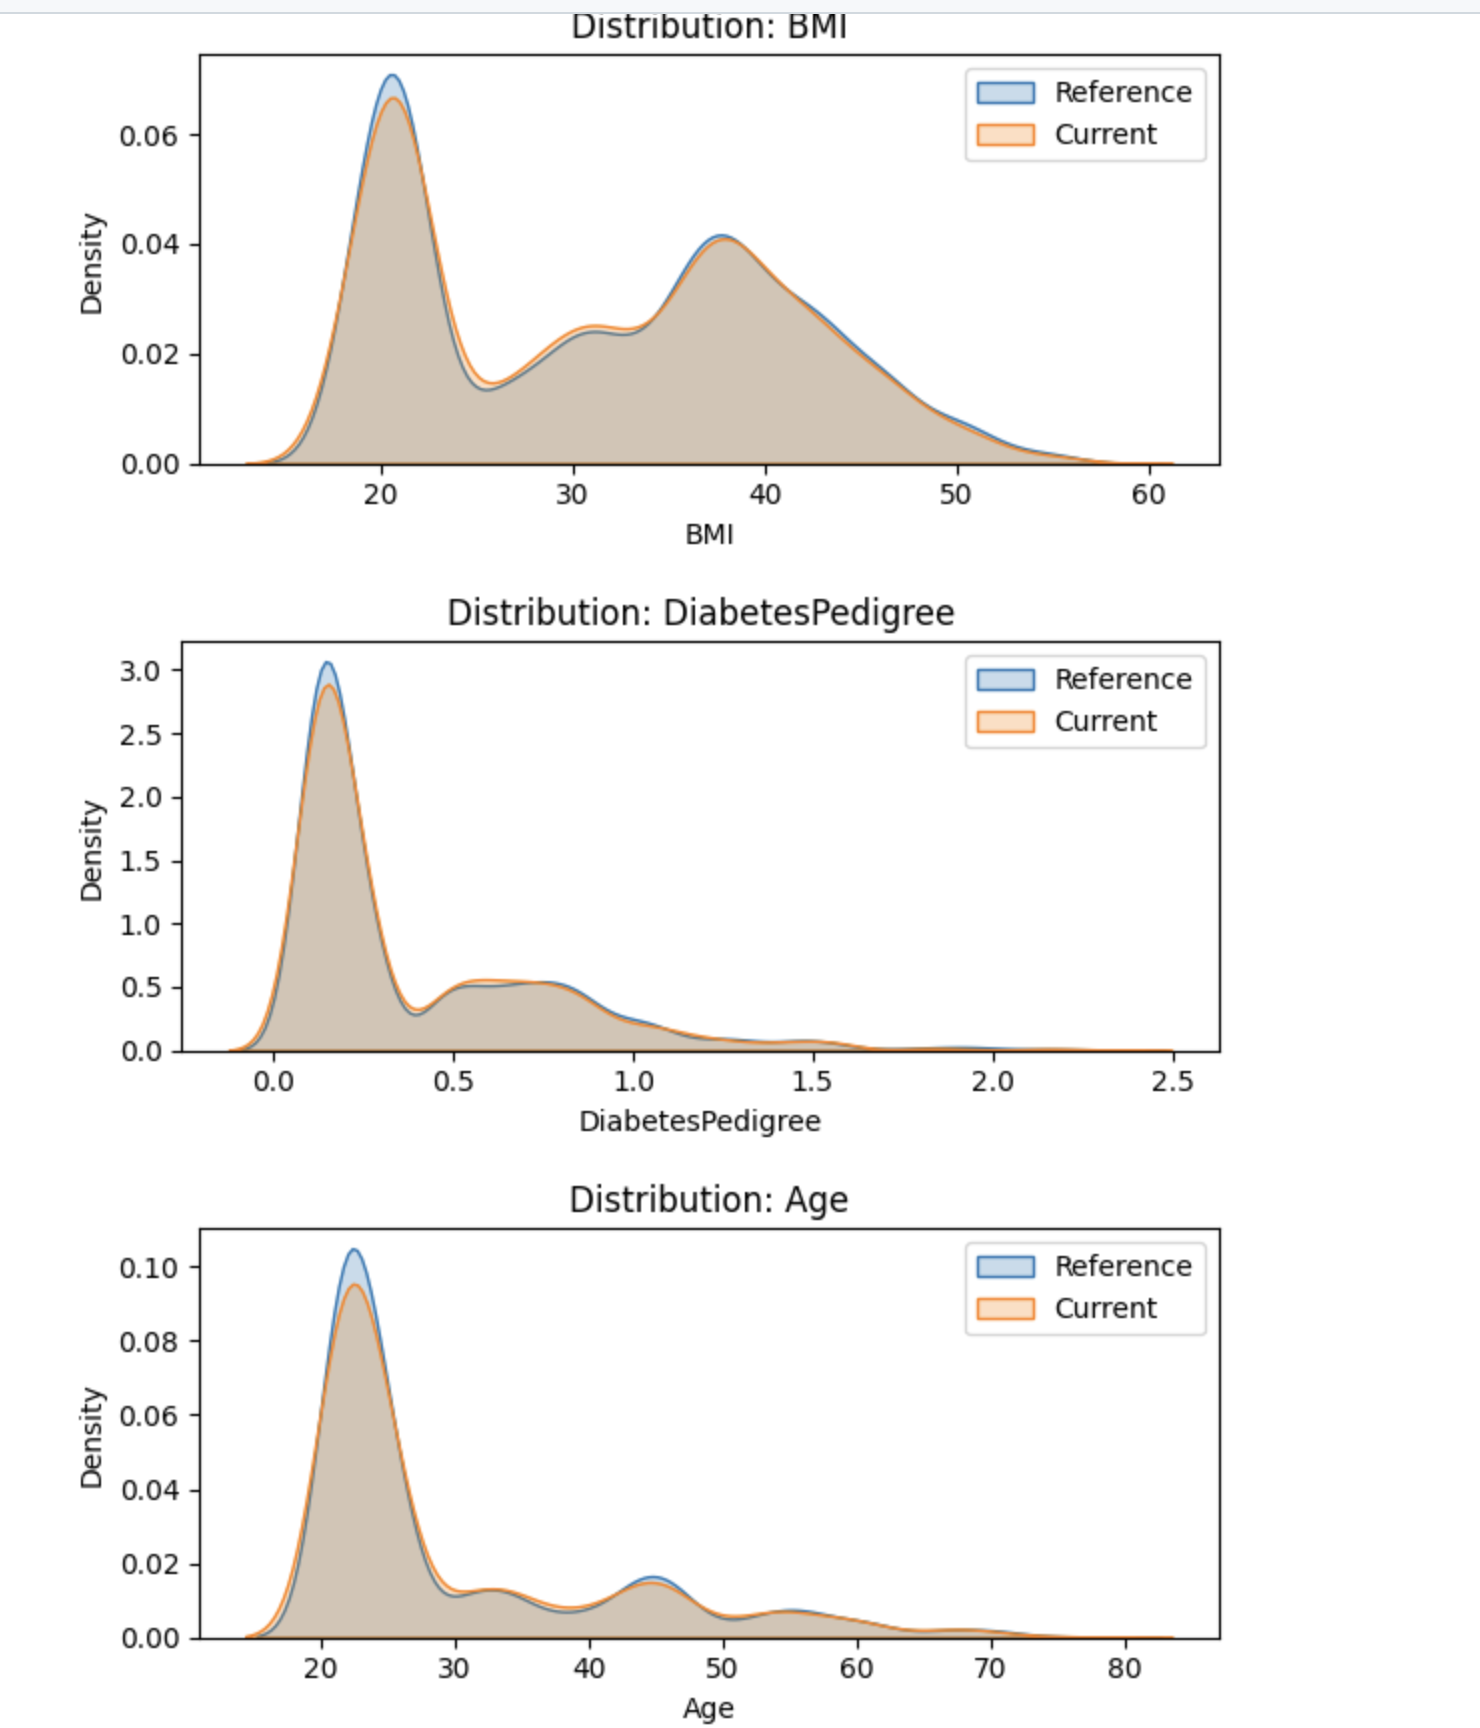 Distribution: BMI
Reference
Current
0.06
0.04
0.02
0.00
Density
20 30 40 50 60
BMI
Distribution: DiabetesPedigree
Reference
Current
3.0
2.5
2.0
1.5
1.0
0.5
0.0
Density
0.0 0.5 1.0 1.5 2.0 2.5
DiabetesPedigree
Distribution: Age
Reference
Current
0.10
0.08
0.06
0.04
0.02
0.00
Density
20 30 40 50 60 70 80
Age